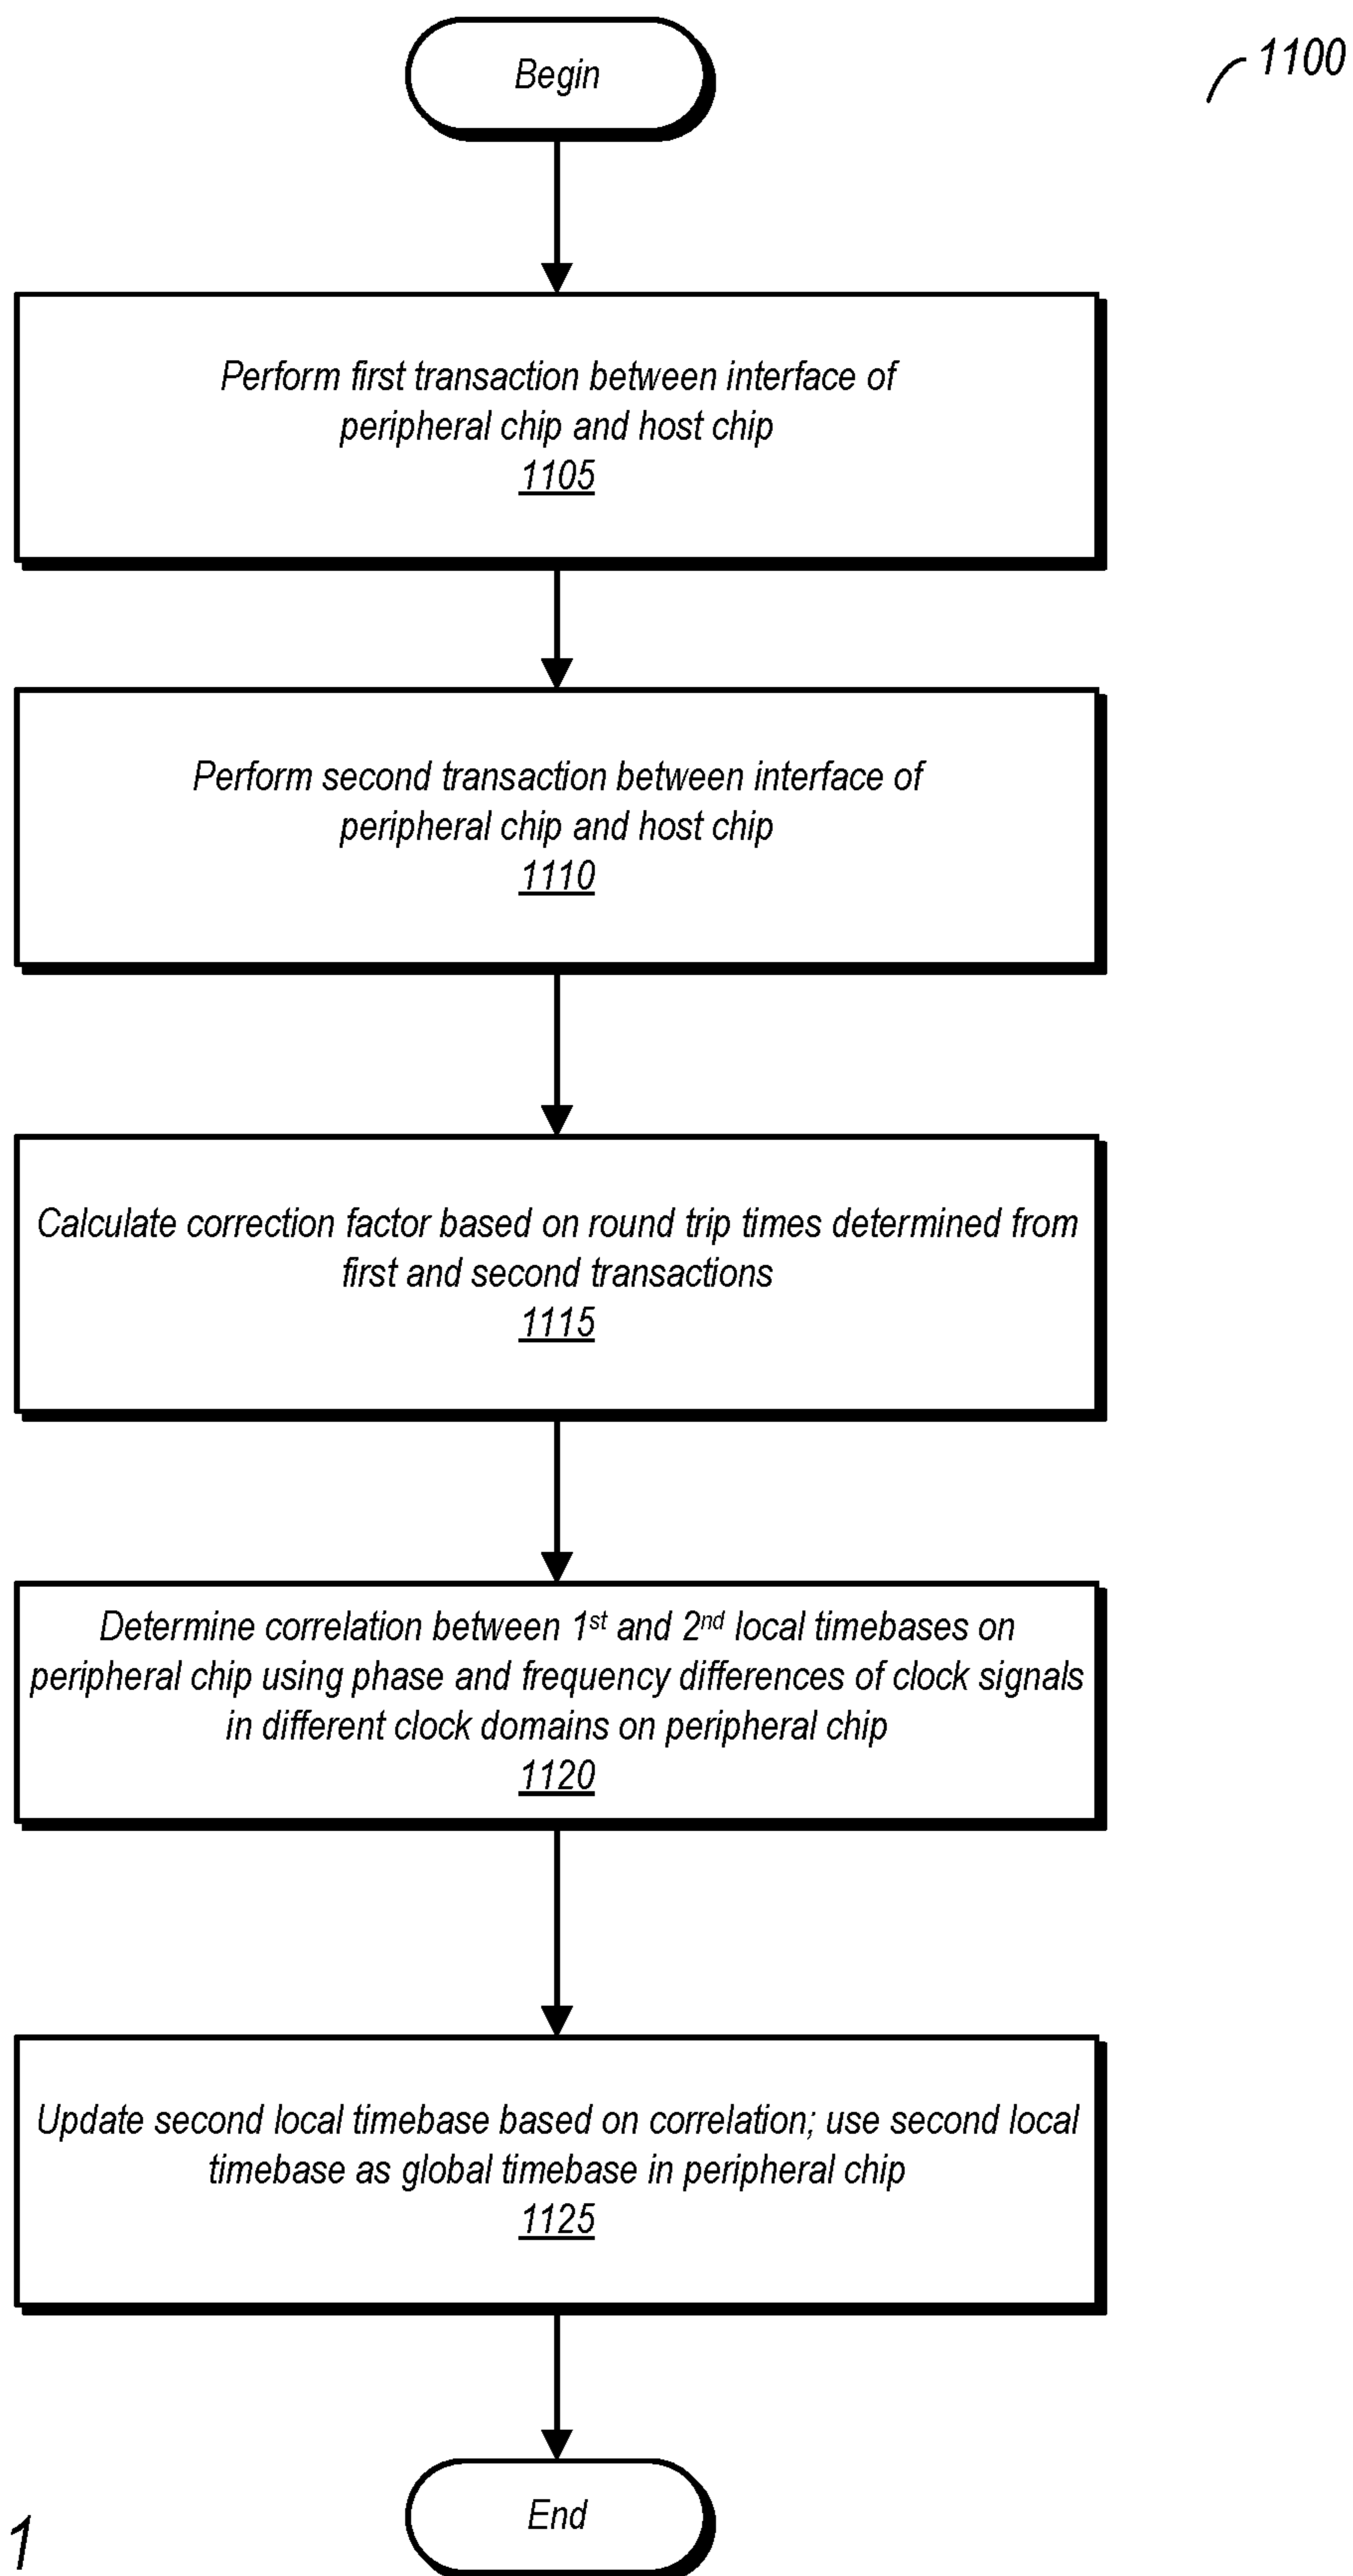 Begin
1100
Perform first transaction between interface of
peripheral chip and host chip
1105
Perform second transaction between interface of
peripheral chip and host chip
1110
Calculate correction factor based on round trip times determined from
first and second transactions
1115
Determine correlation between 1st and 2nd local timebases on
peripheral chip using phase and frequency differences of clock signals
in different clock domains on peripheral chip
1120
Update second local timebase based on correlation; use second local
timebase as global timebase in peripheral chip
1125
End
1